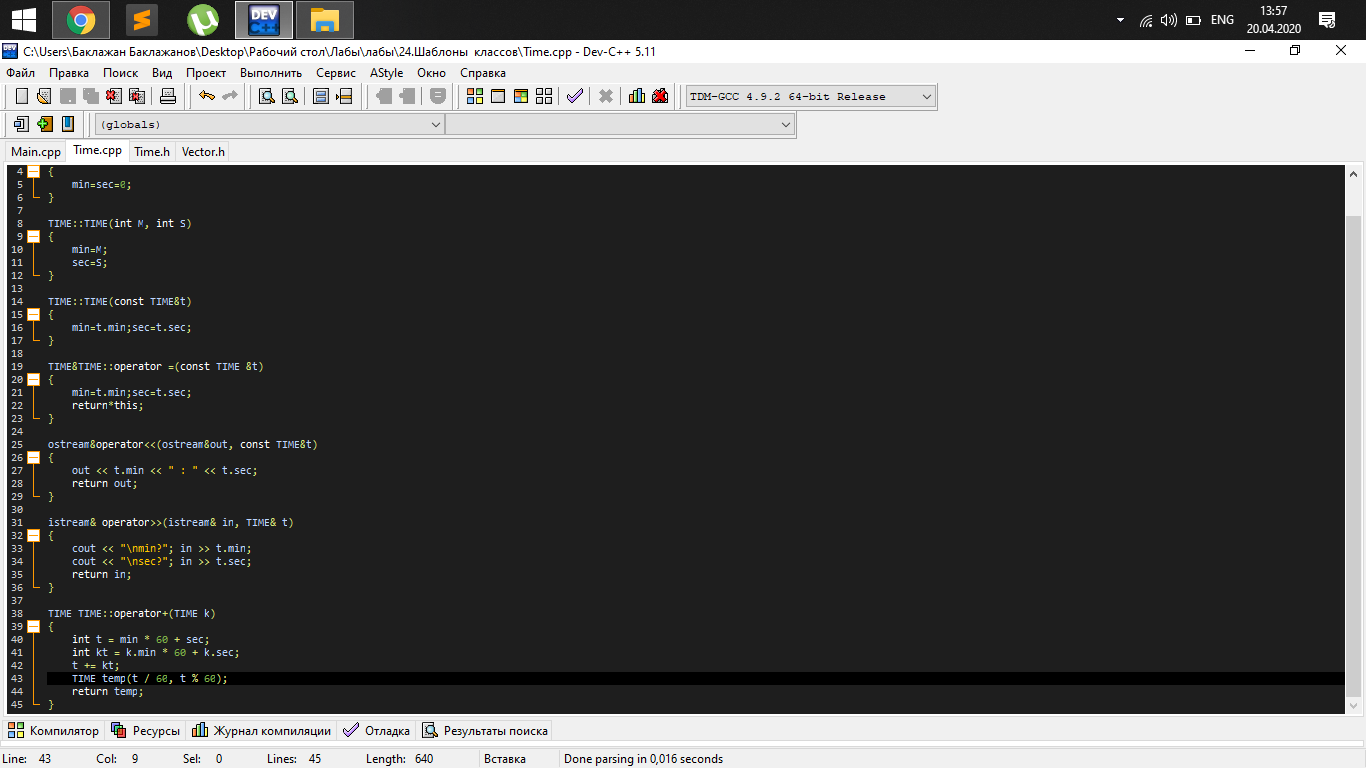 DEV C++
ENG
13:57
20.04.2020
C:\Users\Баклажан Баклажанов\Desktop\Рабочий стол\Лабы\лабы\24.Шаблоны  классов\Time.cpp - Dev-C++ 5.11
Файл Правка Поиск Вид Проект Выполнить Сервис AStyle Окно Справка
TDM-GCC 4.9.2 64-bit Release
(globals)
Main.cpp Time.cpp Time.h Vector.h
4 {
5     min=sec=0;
6 }
7
8 TIME::TIME(int M, int S)
9 {
10     min=M;
11     sec=S;
12 }
13
14 TIME::TIME(const TIME&t)
15 {
16     min=t.min;sec=t.sec;
17 }
18
19 TIME&TIME::operator =(const TIME &t)
20 {
21     min=t.min;sec=t.sec;
22     return*this;
23 }
24
25 ostream&operator<<(ostream&out, const TIME&t)
26 {
27     out << t.min << " : " << t.sec;
28     return out;
29 }
30
31 istream& operator>>(istream& in, TIME& t)
32 {
33     cout << "\nmin?"; in >> t.min;
34     cout << "\nsec?"; in >> t.sec;
35     return in;
36 }
37
38 TIME TIME::operator+(TIME k)
39 {
40     int t = min * 60 + sec;
41     int kt = k.min * 60 + k.sec;
42     t += kt;
43     TIME temp(t / 60, t % 60);
44     return temp;
45 }
Компилятор Ресурсы Журнал компиляции Отладка Результаты поиска
Line: 43 Col: 9 Sel: 0 Lines: 45 Length: 640 Вставка Done parsing in 0,016 seconds